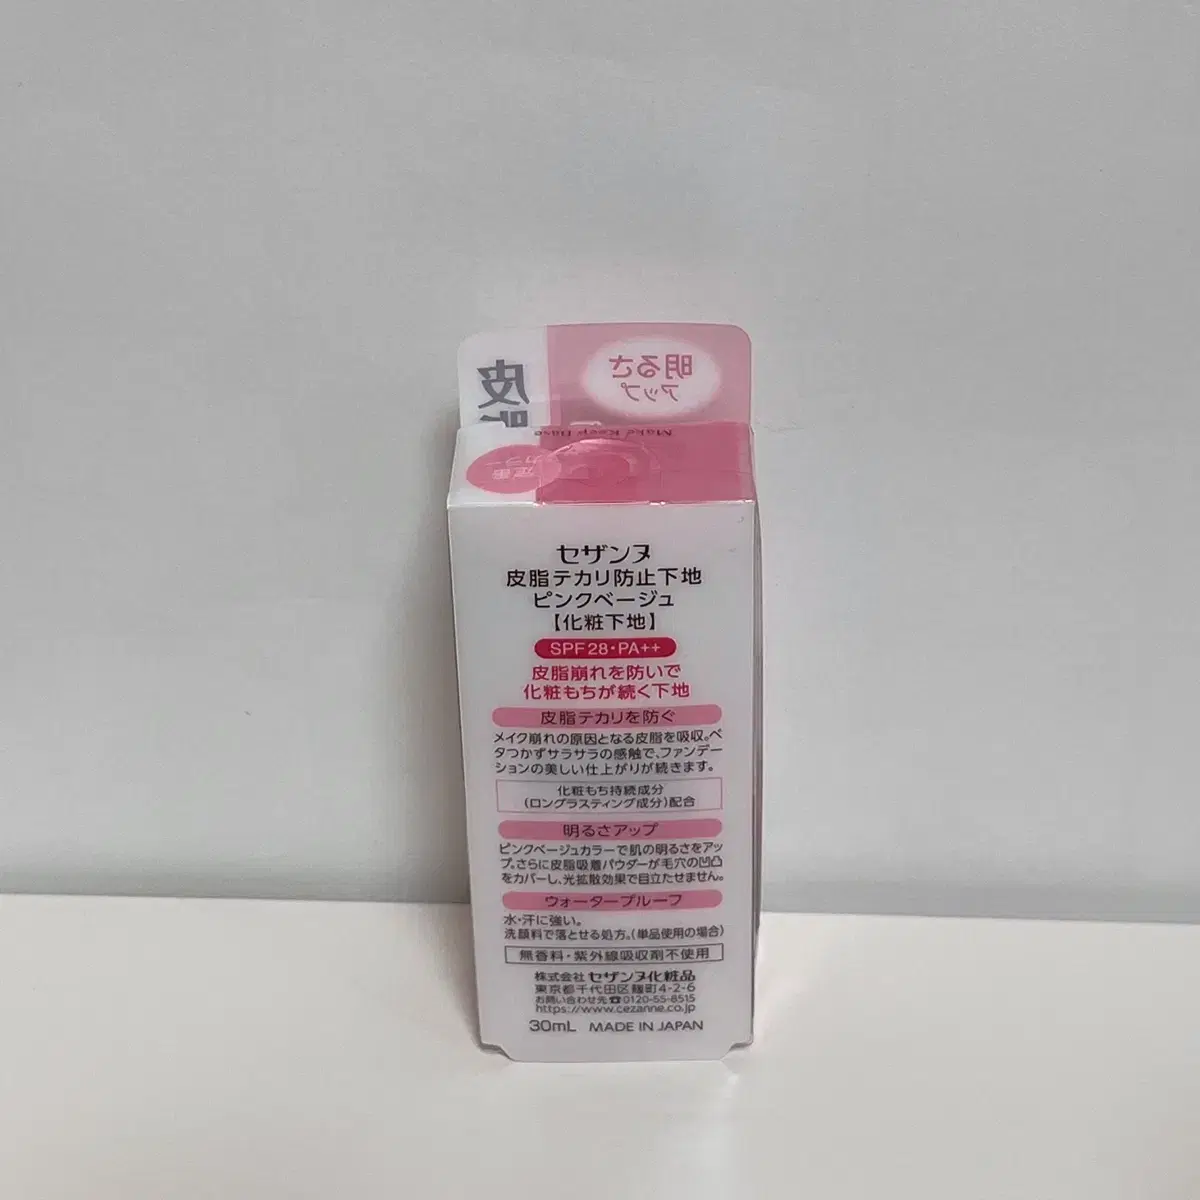 明るさ
アップ
皮脂
Make Keep Base
セザンヌ
皮脂テカリ防止下地
ピンクベージュ
【化粧下地】
SPF28・PA++
皮脂崩れを防いで
化粧もちが続く下地
皮脂テカリを防ぐ
メイク崩れの原因となる皮脂を吸収。ベ
タつかずサラサラの感触で、ファンデー
ションの美しい仕上がりが続きます。
化粧もち持続成分
(ロングラスティング成分)配合
明るさアップ
ピンクベージュカラーで肌の明るさをアッ
プ。さらに皮脂吸着パウダーが毛穴の凹凸
をカバーし、光拡散効果で目立たせません。
ウォータープルーフ
水・汗に強い。
洗顔料で落とせる処方。(単品使用の場合)
無香料・紫外線吸収剤不使用
株式会社 セザンヌ化粧品
東京都千代田区麹町4-2-6
お問い合わせ先☎0120-55-8515
https://www.cezanne.co.jp
30mL MADE IN JAPAN